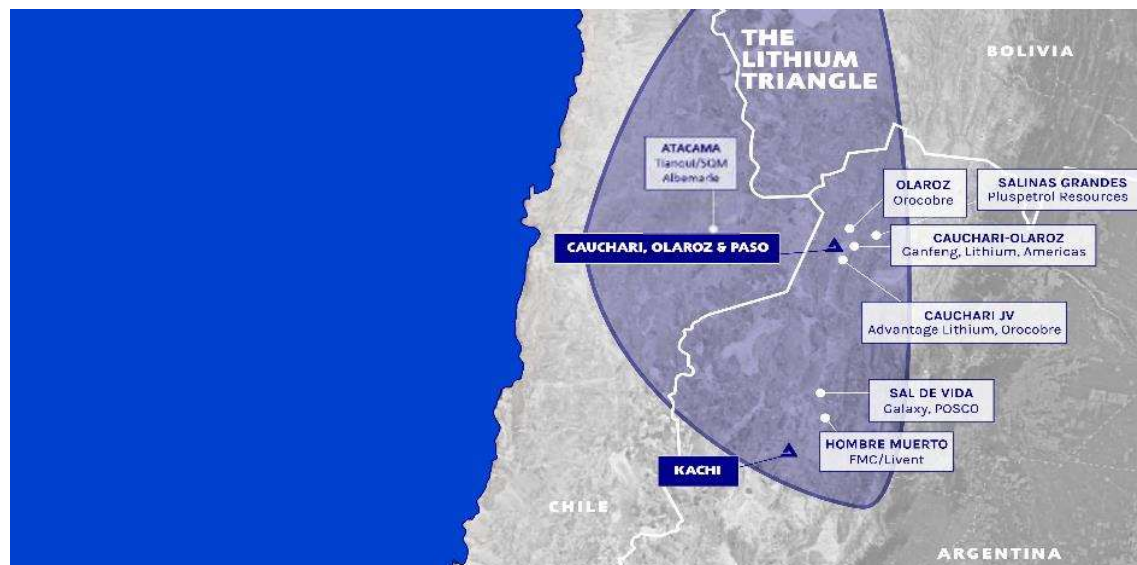 THE
LITHIUM
TRIANGLE
BOLIVIA
ATACAMA
Tianqui/SQM
Albemarle
OLAROZ
Orocobre
SALINAS GRANDES
Pluspetrol Resources
CAUCHARI, OLAROZ & PASO
CAUCHARI-OLAROZ
Ganfeng, Lithium, Americas
CAUCHARI JV
Advantage Lithium, Orocobre
SAL DE VIDA
Galaxy, POSCO
HOMBRE MUERTO
FMC/Livent
KACHI
CHILE
ARGENTINA